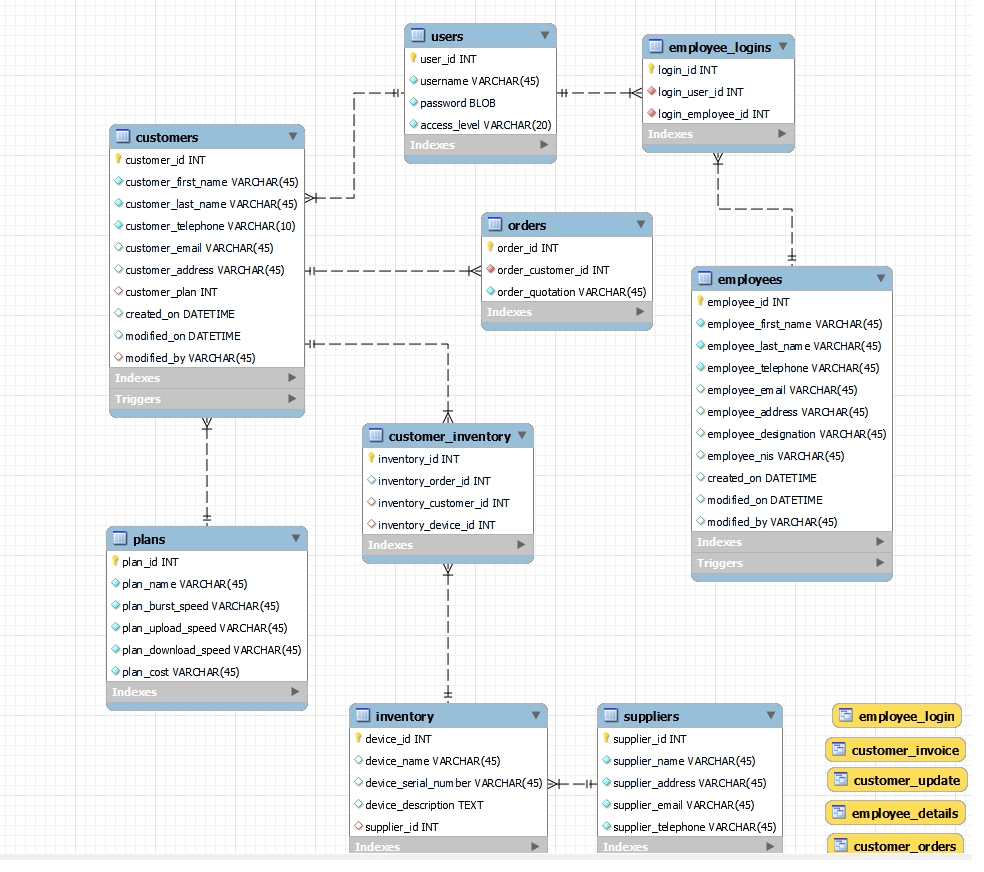 users
user_id INT
username VARCHAR(45)
password BLOB
access_level VARCHAR(20)
Indexes
employee_logins
login_id INT
login_user_id INT
login_employee_id INT
Indexes
customers
customer_id INT
customer_first_name VARCHAR(45)
customer_last_name VARCHAR(45)
customer_telephone VARCHAR(10)
customer_email VARCHAR(45)
customer_address VARCHAR(45)
customer_plan INT
created_on DATETIME
modified_on DATETIME
modified_by VARCHAR(45)
Indexes
Triggers
orders
order_id INT
order_customer_id INT
order_quotation VARCHAR(45)
Indexes
employees
employee_id INT
employee_first_name VARCHAR(45)
employee_last_name VARCHAR(45)
employee_telephone VARCHAR(45)
employee_email VARCHAR(45)
employee_address VARCHAR(45)
employee_designation VARCHAR(45)
employee_nis VARCHAR(45)
created_on DATETIME
modified_on DATETIME
modified_by VARCHAR(45)
Indexes
Triggers
customer_inventory
inventory_id INT
inventory_order_id INT
inventory_customer_id INT
inventory_device_id INT
Indexes
plans
plan_id INT
plan_name VARCHAR(45)
plan_burst_speed VARCHAR(45)
plan_upload_speed VARCHAR(45)
plan_download_speed VARCHAR(45)
plan_cost VARCHAR(45)
Indexes
inventory
device_id INT
device_name VARCHAR(45)
device_serial_number VARCHAR(45)
device_description TEXT
supplier_id INT
Indexes
suppliers
supplier_id INT
supplier_name VARCHAR(45)
supplier_address VARCHAR(45)
supplier_email VARCHAR(45)
supplier_telephone VARCHAR(45)
Indexes
employee_login
customer_invoice
customer_update
employee_details
customer_orders